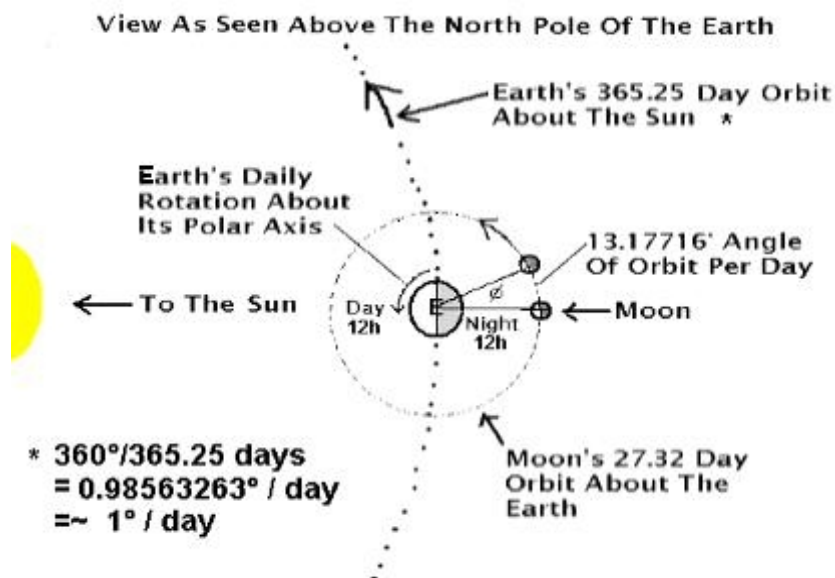 View As Seen Above The North Pole Of The Earth
Earth's 365.25 Day Orbit
About The Sun *
Earth's Daily
Rotation About
Its Polar Axis
13.17716' Angle
Of Orbit Per Day
To The Sun
Day
12h
E
ø
Night
12h
Moon
* 360°/365.25 days
= 0.98563263° / day
=~ 1° / day
Moon's 27.32 Day
Orbit About The
Earth